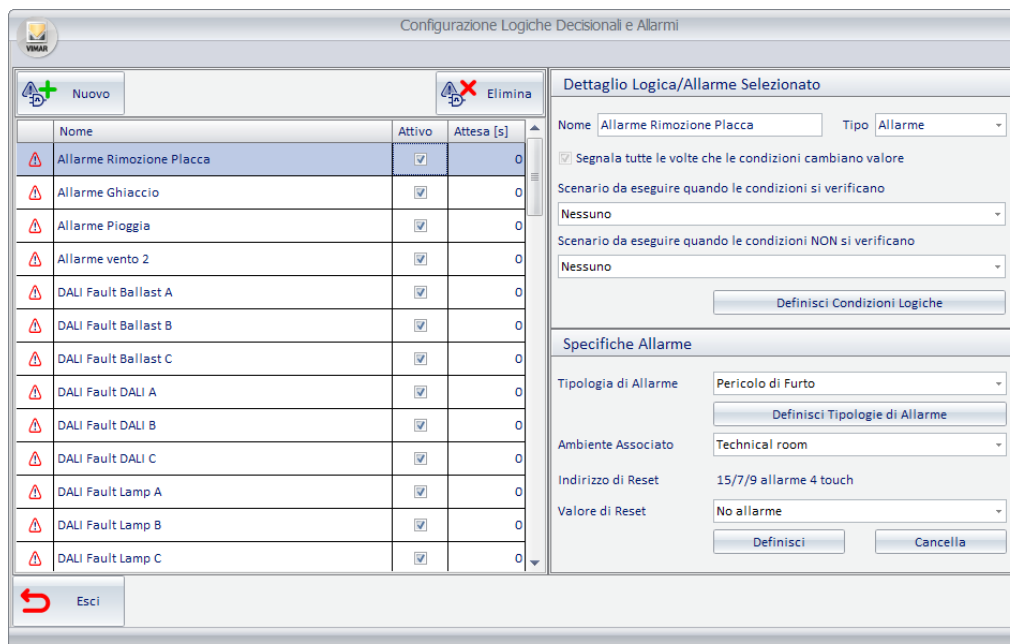 Configurazione Logiche Decisionali e Allarmi
VIMAR
Nuovo
Elimina
Nome Attivo Attesa [s]
Allarme Rimozione Placca 0
Allarme Ghiaccio 0
Allarme Pioggia 0
Allarme vento 2 0
DALI Fault Ballast A 0
DALI Fault Ballast B 0
DALI Fault Ballast C 0
DALI Fault DALI A 0
DALI Fault DALI B 0
DALI Fault DALI C 0
DALI Fault Lamp A 0
DALI Fault Lamp B 0
DALI Fault Lamp C 0
Dettaglio Logica/Allarme Selezionato
Nome Allarme Rimozione Placca Tipo Allarme
Segnala tutte le volte che le condizioni cambiano valore
Scenario da eseguire quando le condizioni si verificano
Nessuno
Scenario da eseguire quando le condizioni NON si verificano
Nessuno
Definisci Condizioni Logiche
Specifiche Allarme
Tipologia di Allarme Pericolo di Furto
Definisci Tipologie di Allarme
Ambiente Associato Technical room
Indirizzo di Reset 15/7/9 allarme 4 touch
Valore di Reset No allarme
Definisci Cancella
Esci